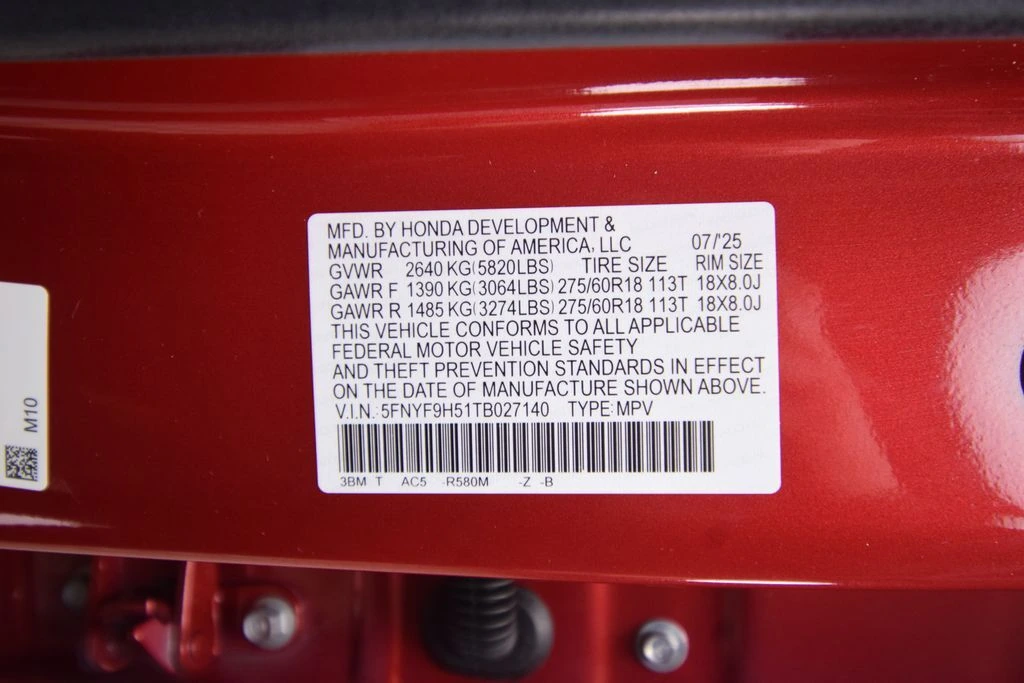 MFD. BY HONDA DEVELOPMENT &
MANUFACTURING OF AMERICA, LLC 07/'25
GVWR 2640 KG(5820LBS) TIRE SIZE RIM SIZE
GAWR F 1390 KG(3064LBS) 275/60R18 113T 18X8.0J
GAWR R 1485 KG(3274LBS) 275/60R18 113T 18X8.0J
THIS VEHICLE CONFORMS TO ALL APPLICABLE
FEDERAL MOTOR VEHICLE SAFETY
AND THEFT PREVENTION STANDARDS IN EFFECT
ON THE DATE OF MANUFACTURE SHOWN ABOVE.
V.I.N.: 5FNYF9H51TB027140 TYPE: MPV
3BM T AC5 -R580M -Z -B
M10